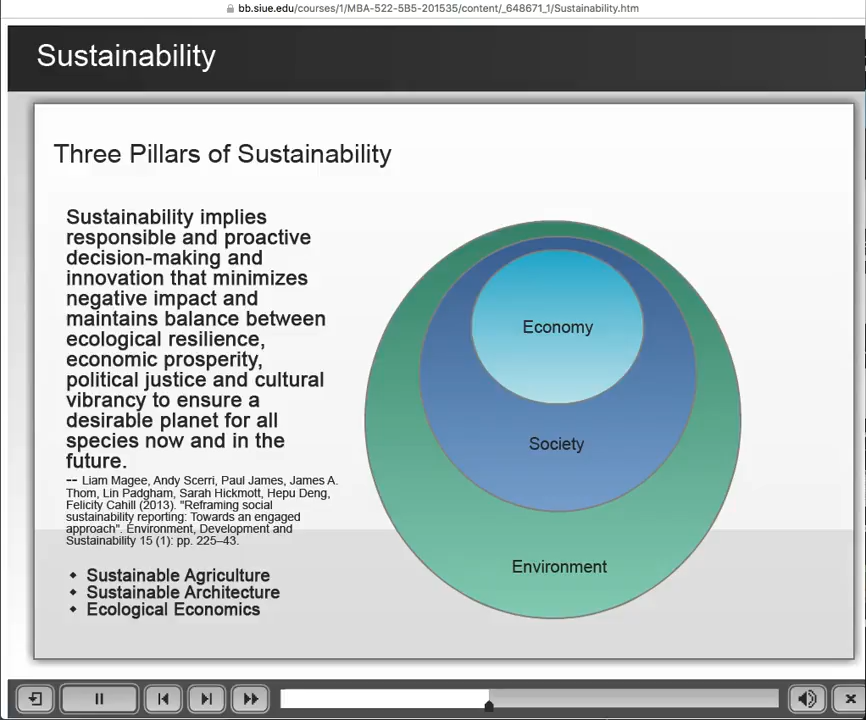 bb.siue.edu/courses/1/MBA-522-5B5-201535/content/_648671_1/Sustainability.htm
Sustainability
Three Pillars of Sustainability
Sustainability implies
responsible and proactive
decision-making and
innovation that minimizes
negative impact and
maintains balance between
ecological resilience,
economic prosperity,
political justice and cultural
vibrancy to ensure a
desirable planet for all
species now and in the
future.
-- Liam Magee, Andy Scerri, Paul James, James A.
Thom, Lin Padgham, Sarah Hickmott, Hepu Deng,
Felicity Cahill (2013). "Reframing social
sustainability reporting: Towards an engaged
approach". Environment, Development and
Sustainability 15 (1): pp. 225–43.
◆ Sustainable Agriculture
◆ Sustainable Architecture
◆ Ecological Economics
Economy
Society
Environment